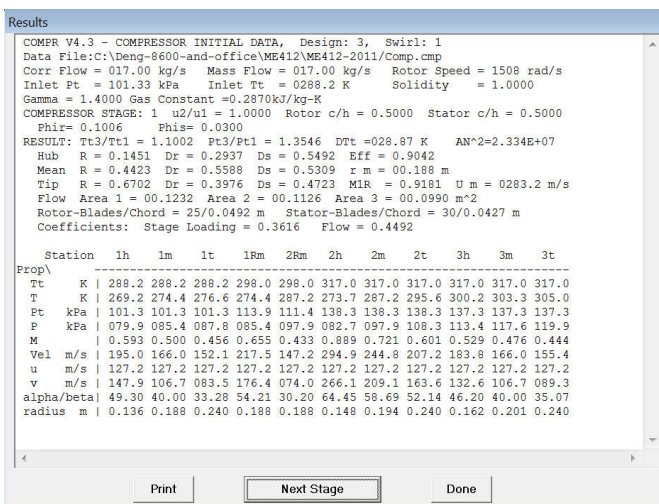 Results
COMPR V4.3 - COMPRESSOR INITIAL DATA, Design: 3, Swirl: 1
Data File:C:\Deng-8600-and-office\ME412\ME412-2011/Comp.cmp
Corr Flow = 017.00 kg/s Mass Flow = 017.00 kg/s Rotor Speed = 1508 rad/s
Inlet Pt = 101.33 kPa Inlet Tt = 0288.2 K Solidity = 1.0000
Gamma = 1.4000 Gas Constant =0.2870kJ/kg-K
COMPRESSOR STAGE: 1 u2/u1 = 1.0000 Rotor c/h = 0.5000 Stator c/h = 0.5000
Phir= 0.1006 Phis= 0.0300
RESULT: Tt3/Tt1 = 1.1002 Pt3/Pt1 = 1.3546 DTt =028.87 K AN^2=2.334E+07
Hub R = 0.1451 Dr = 0.2937 Ds = 0.5492 Eff = 0.9042
Mean R = 0.4423 Dr = 0.5588 Ds = 0.5309 r m = 00.188 m
Tip R = 0.6702 Dr = 0.3976 Ds = 0.4723 M1R = 0.9181 U m = 0283.2 m/s
Flow Area 1 = 00.1232 Area 2 = 00.1126 Area 3 = 00.0990 m^2
Rotor-Blades/Chord = 25/0.0492 m Stator-Blades/Chord = 30/0.0427 m
Coefficients: Stage Loading = 0.3616 Flow = 0.4492
Station 1h 1m 1t 1Rm 2Rm 2h 2m 2t 3h 3m 3t
Prop\ ------------------------------------------------------------------
Tt K | 288.2 288.2 288.2 298.0 298.0 317.0 317.0 317.0 317.0 317.0 317.0
T K | 269.2 274.4 276.6 274.4 287.2 273.7 287.2 295.6 300.2 303.3 305.0
Pt kPa | 101.3 101.3 101.3 113.9 111.4 138.3 138.3 138.3 137.3 137.3 137.3
P kPa | 079.9 085.4 087.8 085.4 097.9 082.7 097.9 108.3 113.4 117.6 119.9
M | 0.593 0.500 0.456 0.655 0.433 0.889 0.721 0.601 0.529 0.476 0.444
Vel m/s | 195.0 166.0 152.1 217.5 147.2 294.9 244.8 207.2 183.8 166.0 155.4
u m/s | 127.2 127.2 127.2 127.2 127.2 127.2 127.2 127.2 127.2 127.2 127.2
v m/s | 147.9 106.7 083.5 176.4 074.0 266.1 209.1 163.6 132.6 106.7 089.3
alpha/beta| 49.30 40.00 33.28 54.21 30.20 64.45 58.69 52.14 46.20 40.00 35.07
radius m | 0.136 0.188 0.240 0.188 0.188 0.148 0.194 0.240 0.162 0.201 0.240
Print Next Stage Done